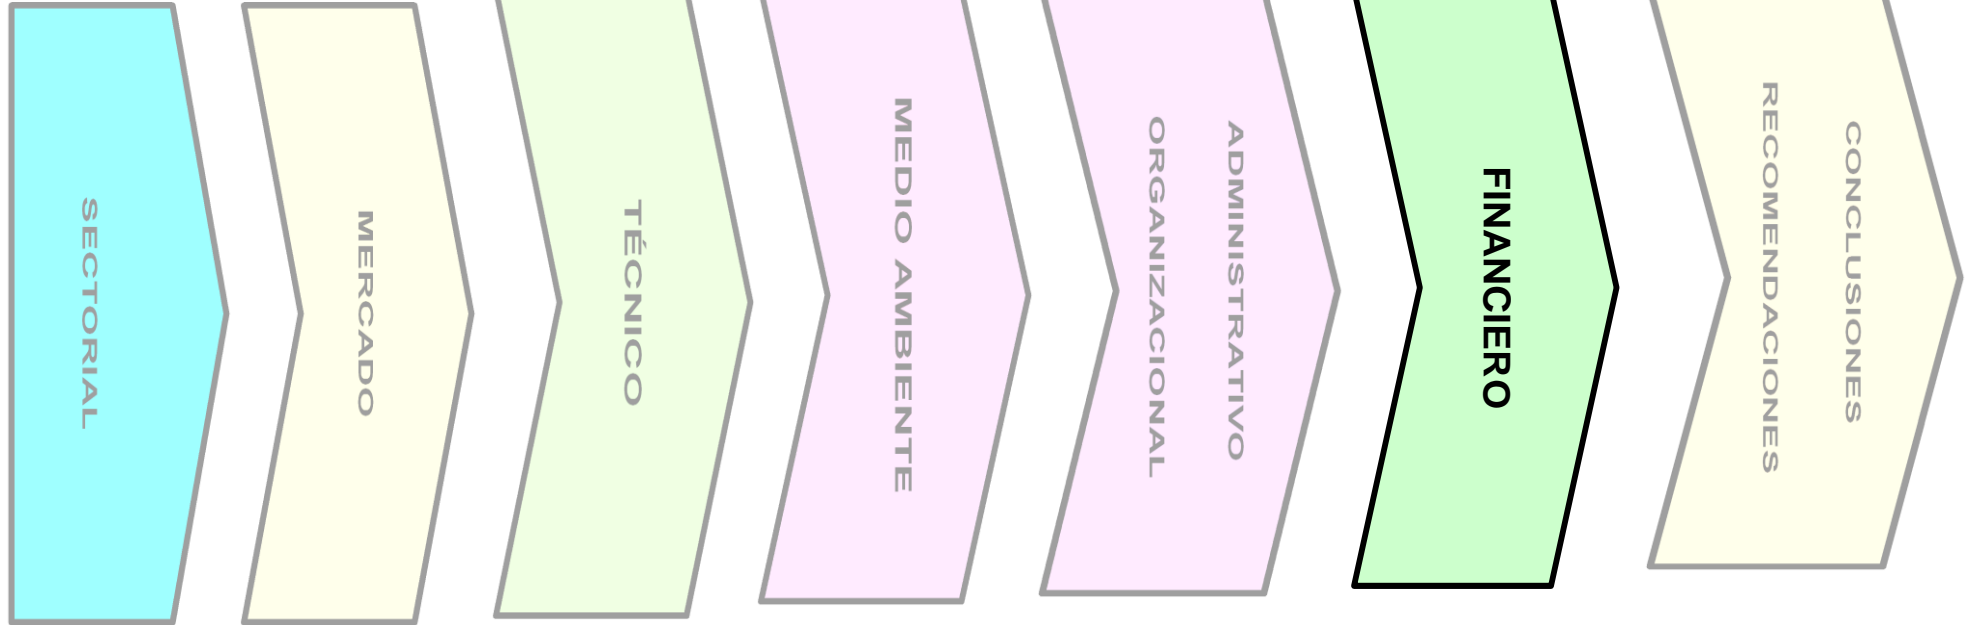 SECTORIAL
MERCADO
TÉCNICO
MEDIO AMBIENTE
ADMINISTRATIVO
ORGANIZACIONAL
FINANCIERO
CONCLUSIONES
RECOMENDACIONES